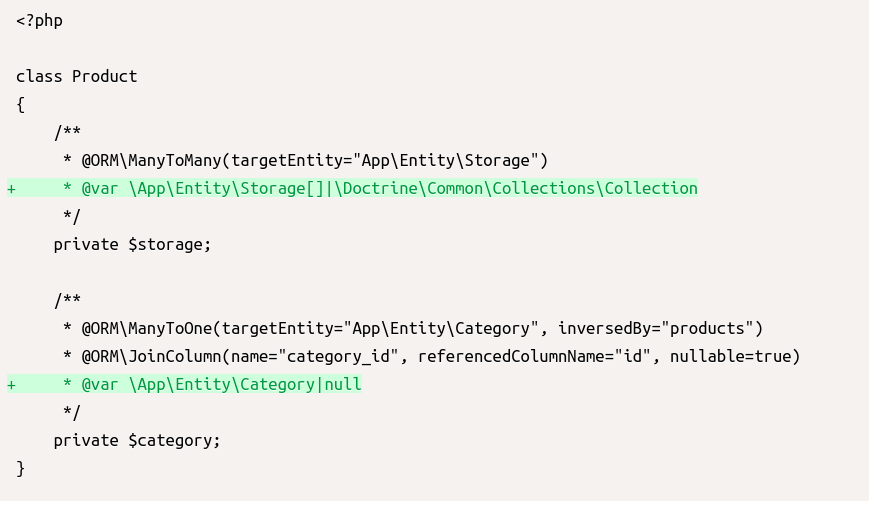 <?php
class Product
{
    /**
     * @ORM\ManyToMany(targetEntity="App\Entity\Storage")
+     * @var \App\Entity\Storage[]|\Doctrine\Common\Collections\Collection
     */
    private $storage;
    /**
     * @ORM\ManyToOne(targetEntity="App\Entity\Category", inversedBy="products")
     * @ORM\JoinColumn(name="category_id", referencedColumnName="id", nullable=true)
+     * @var \App\Entity\Category|null
     */
    private $category;
}